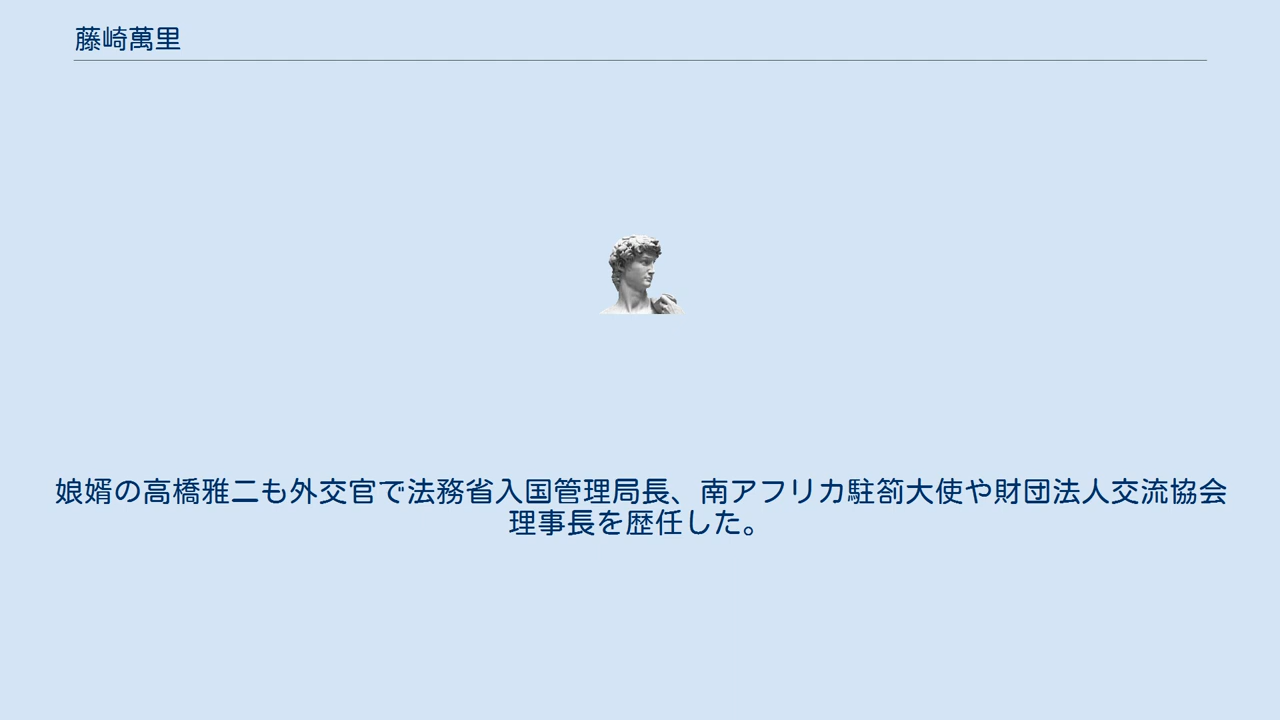 藤崎萬里
娘婿の高橋雅二も外交官で法務省入国管理局長、南アフリカ駐箚大使や財団法人交流協会
理事長を歴任した。